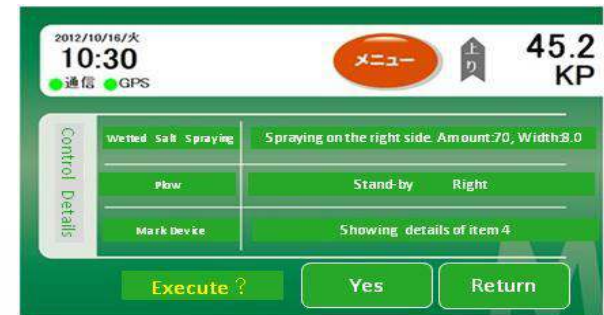 2012/10/16/火
10:30
通信 GPS
メニュー
上り
45.2
KP
Control Details
Wetted Salt Spraying
Spraying on the right side. Amount:70, Width:8.0
Plow
Stand-by Right
Mark Device
Showing details of item 4
Execute ?
Yes
Return
M